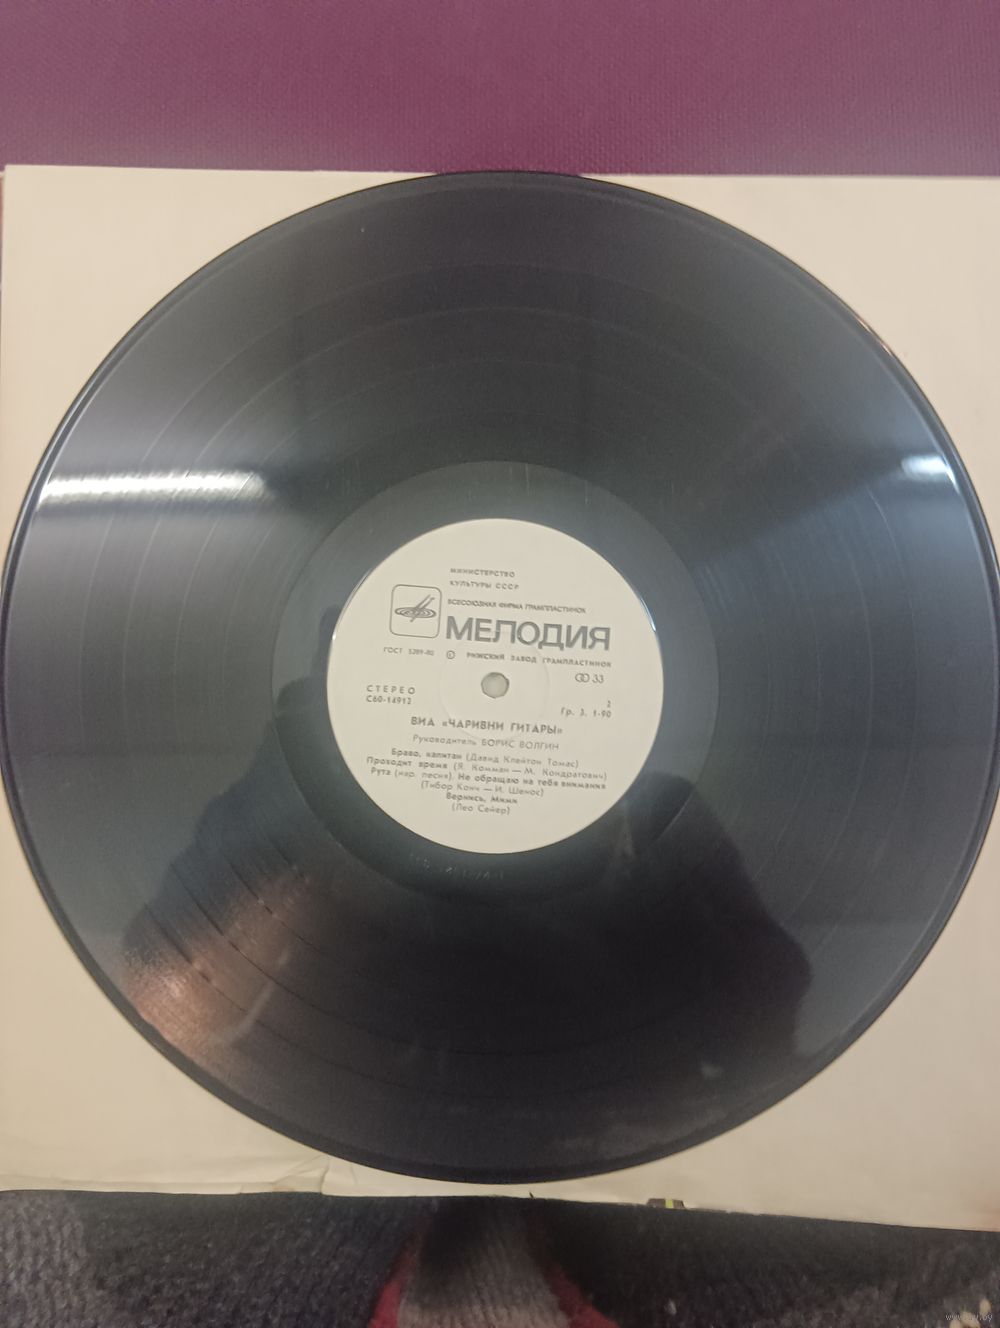 МИНИСТЕРСТВО
КУЛЬТУРЫ СССР
ВСЕСОЮЗНАЯ ФИРМА ГРАМПЛАСТИНОК
МЕЛОДИЯ
ГОСТ 5289-80 РИЖСКИЙ ЗАВОД ГРАМПЛАСТИНОК
33
СТЕРЕО 2
С60-14912 Гр. 3. 1-90
ВИА «ЧАРИВНИ ГИТАРЫ»
Руководитель БОРИС ВОЛГИН
Браво, капитан (Давид Клейтон Томас)
Проходит время (Я. Комман — М. Кондратович)
Рута (нар. песня). Не обращаю на тебя внимания
(Тибор Конч — И. Шенос)
Вернись, Мими
(Лео Сейер)